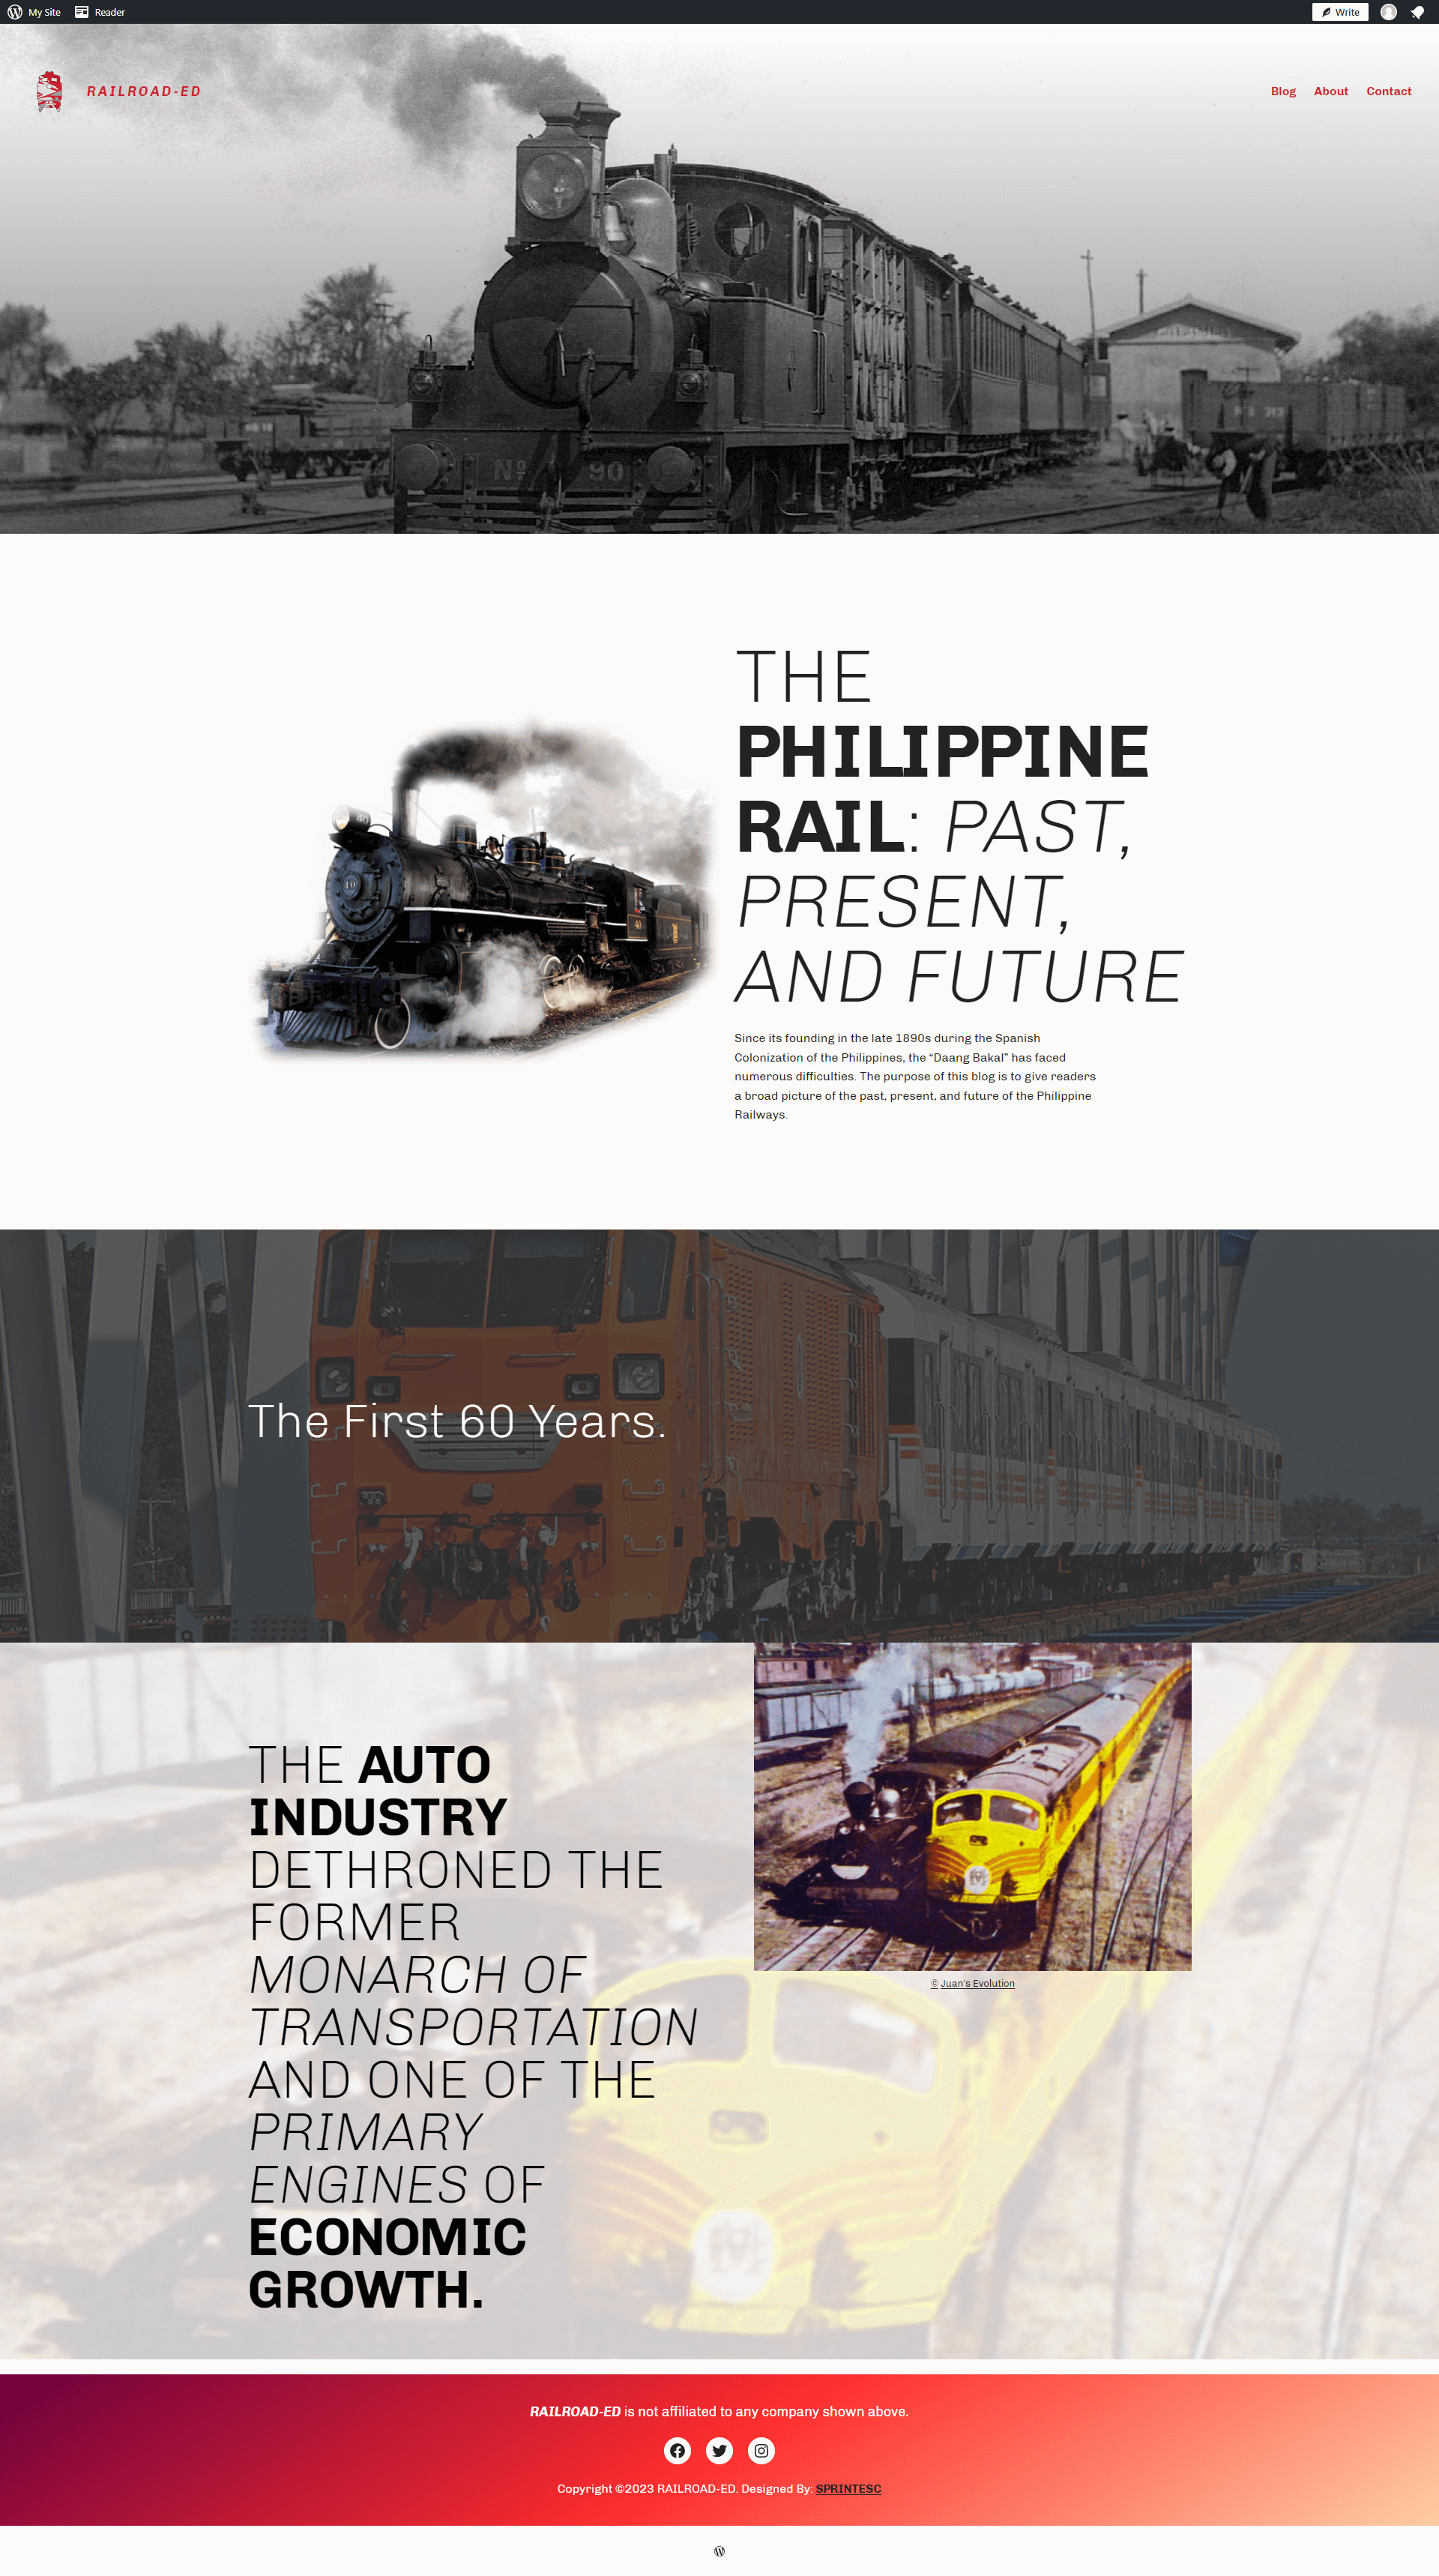 My Site Reader Write
RAILROAD-ED
Blog About Contact
Nº 90
THE
PHILIPPINE
RAIL: PAST,
PRESENT,
AND FUTURE
40
Since its founding in the late 1890s during the Spanish
Colonization of the Philippines, the “Daang Bakal” has faced
numerous difficulties. The purpose of this blog is to give readers
a broad picture of the past, present, and future of the Philippine
Railways.
The First 60 Years.
THE AUTO
INDUSTRY
DETHRONED THE
FORMER
MONARCH OF
TRANSPORTATION
AND ONE OF THE
PRIMARY
ENGINES OF
ECONOMIC
GROWTH.
© Juan’s Evolution
RAILROAD-ED is not affiliated to any company shown above.
Copyright ©2023 RAILROAD-ED. Designed By: SPRINTESC